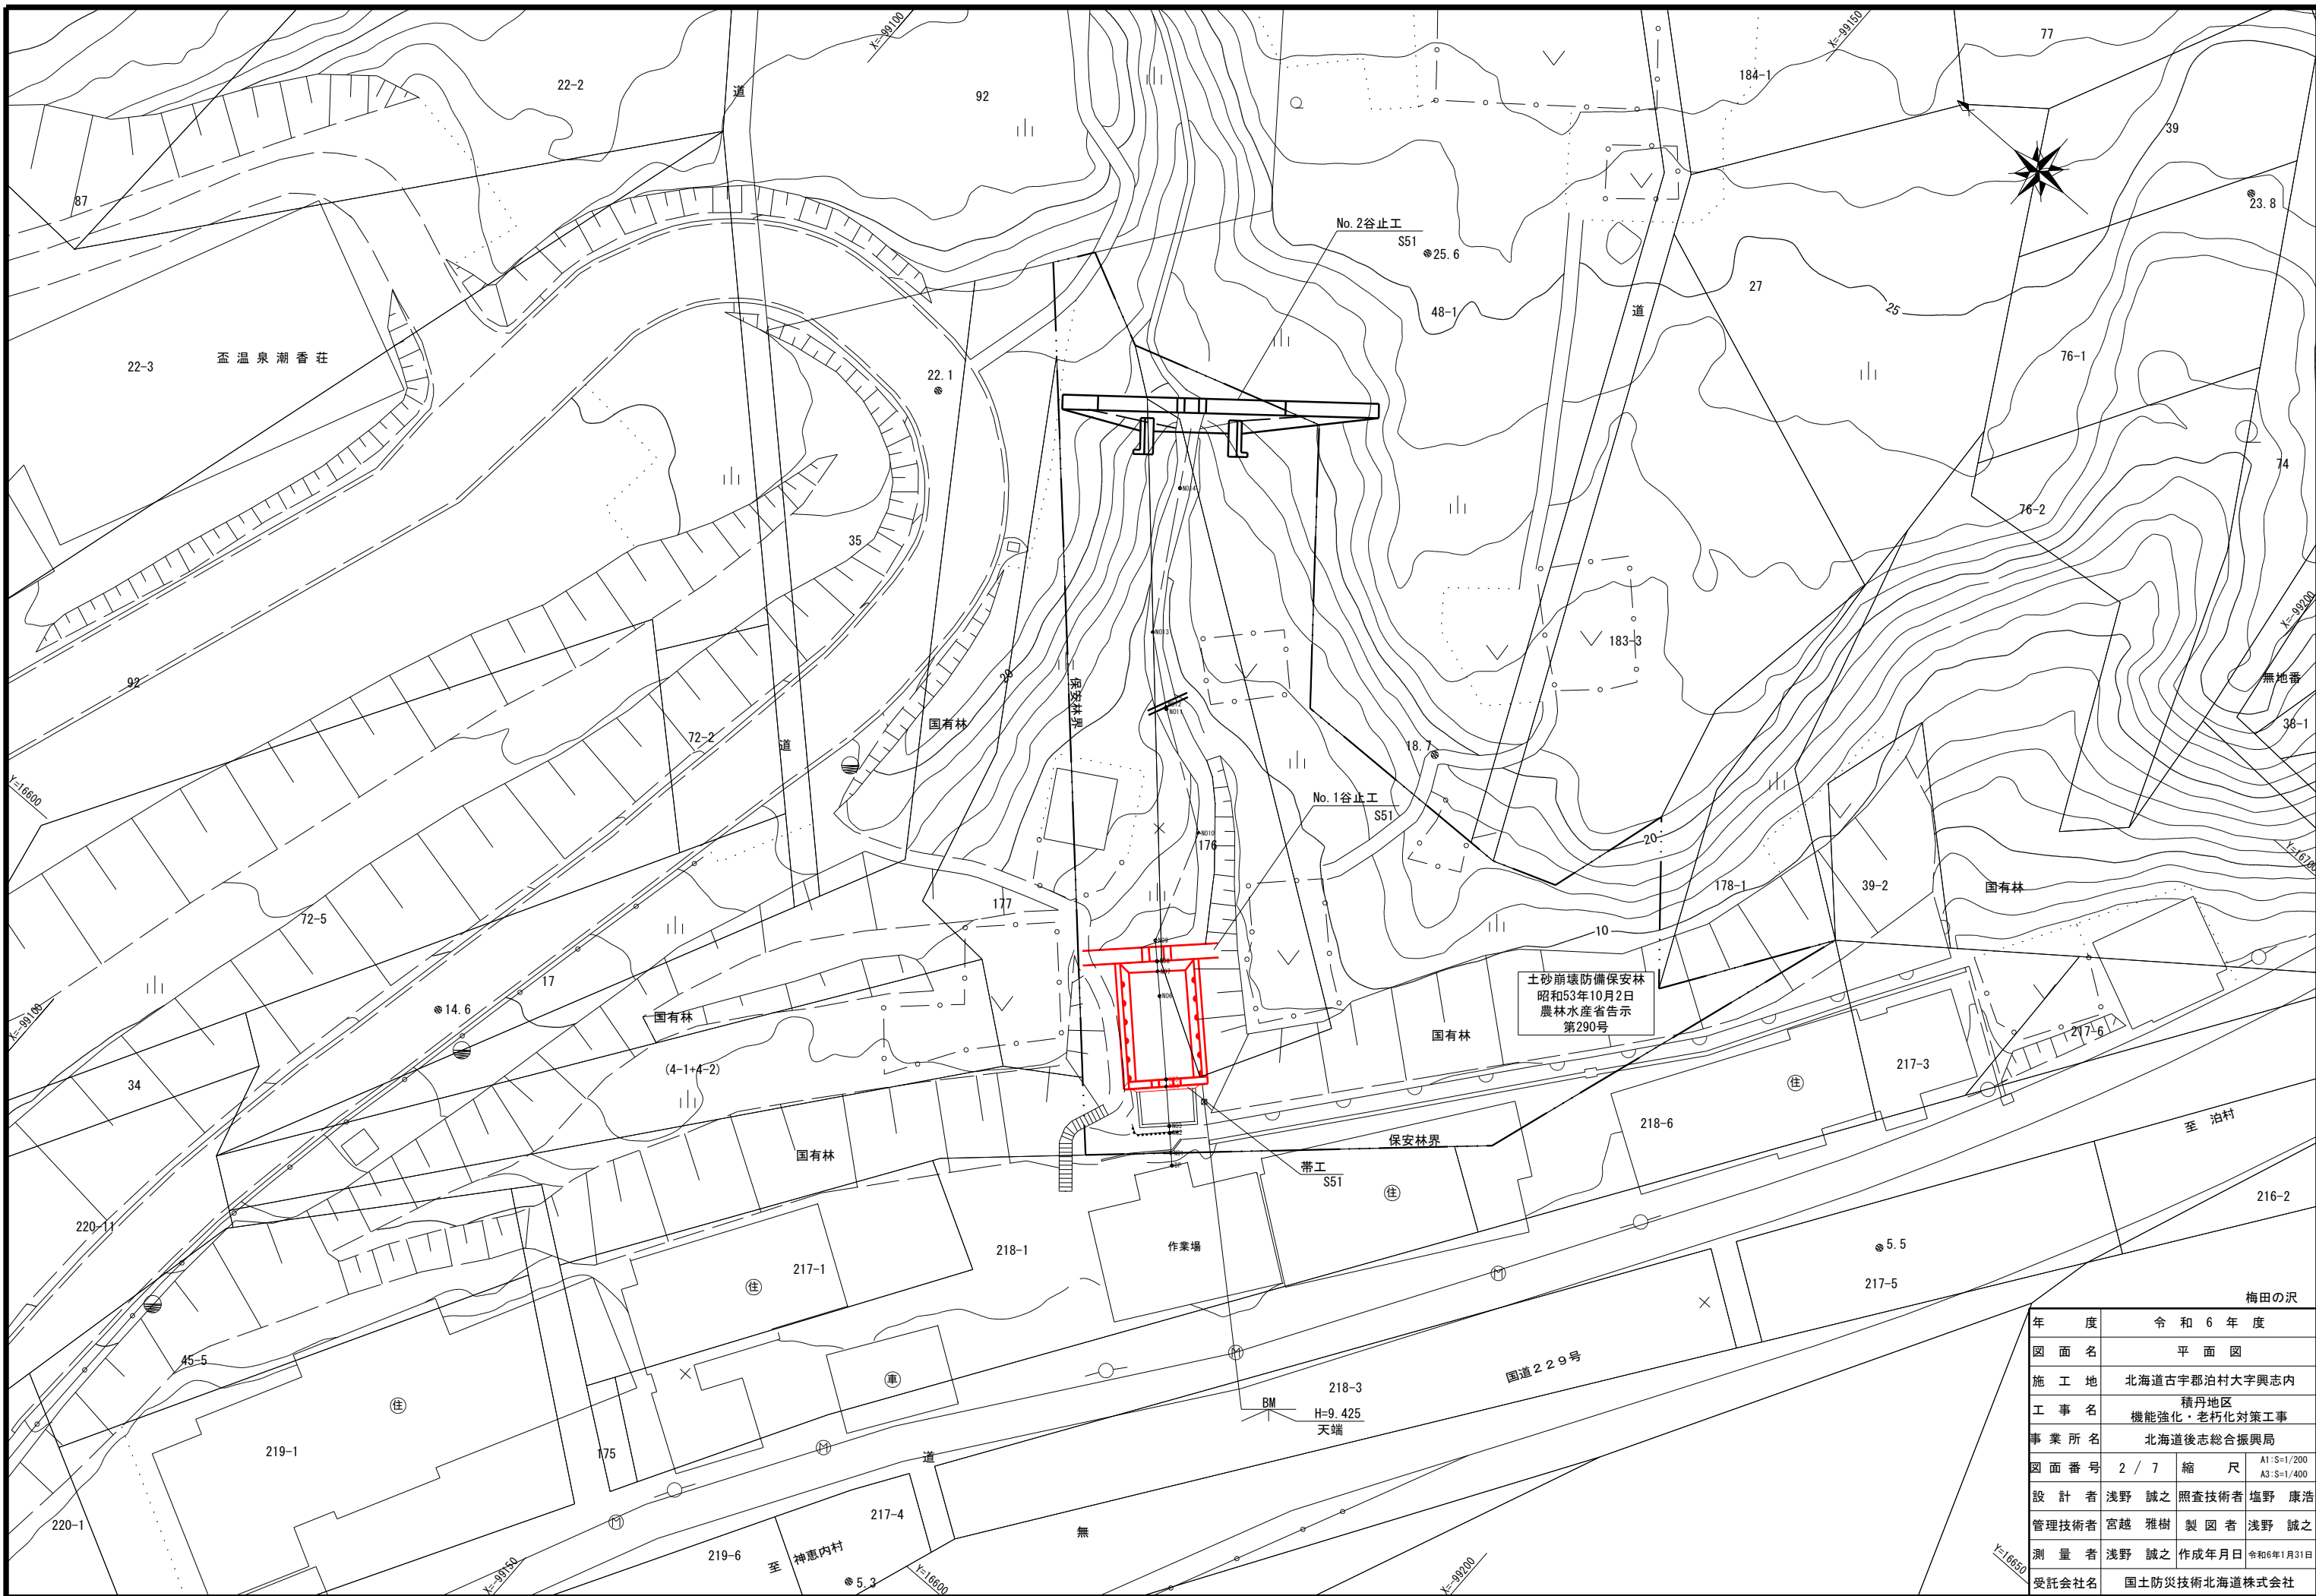 X=-99100
X=-99150
77
22-2
184-1
道
92
39
87
23.8
No.2谷止工
S51
25.6
27
道
48-1
25
76-1
22-3
盃温泉潮香荘
22.1
74
76-2
35
183-3
X=-99200
無地番
38-1
92
20
保安林界
国有林
72-2
道
NO14
NO13
NO11
18.7
Y=16600
No.1谷止工
S51
NO10
176
20
Y=16700
178-1
39-2
国有林
177
72-5
10
17
土砂崩壊防備保安林
昭和53年10月2日
農林水産省告示
第290号
14.6
国有林
国有林
217-6
X=-99100
(4-1+4-2)
34
217-3
住
218-6
至 泊村
保安林界
国有林
BP
帯工
S51
住
216-2
220-11
218-1
作業場
5.5
217-1
住
217-5
M
梅田の沢
45-5
車
国道229号
218-3
BM
H=9.425
天端
M
住
219-1
175
M
道
217-4
無
220-1
M
219-6
至 神恵内村
5.3
X=-99150
Y=16600
X=-99200
Y=16650
年度 令和6年度
図面名 平面図
施工地 北海道古宇郡泊村大字興志内
工事名 積丹地区
機能強化・老朽化対策工事
事業所名 北海道後志総合振興局
図面番号 2 / 7 縮尺 A1:S=1/200
A3:S=1/400
設計者 浅野 誠之 照査技術者 塩野 康浩
管理技術者 宮越 雅樹 製図者 浅野 誠之
測量者 浅野 誠之 作成年月日 令和6年1月31日
受託会社名 国土防災技術北海道株式会社